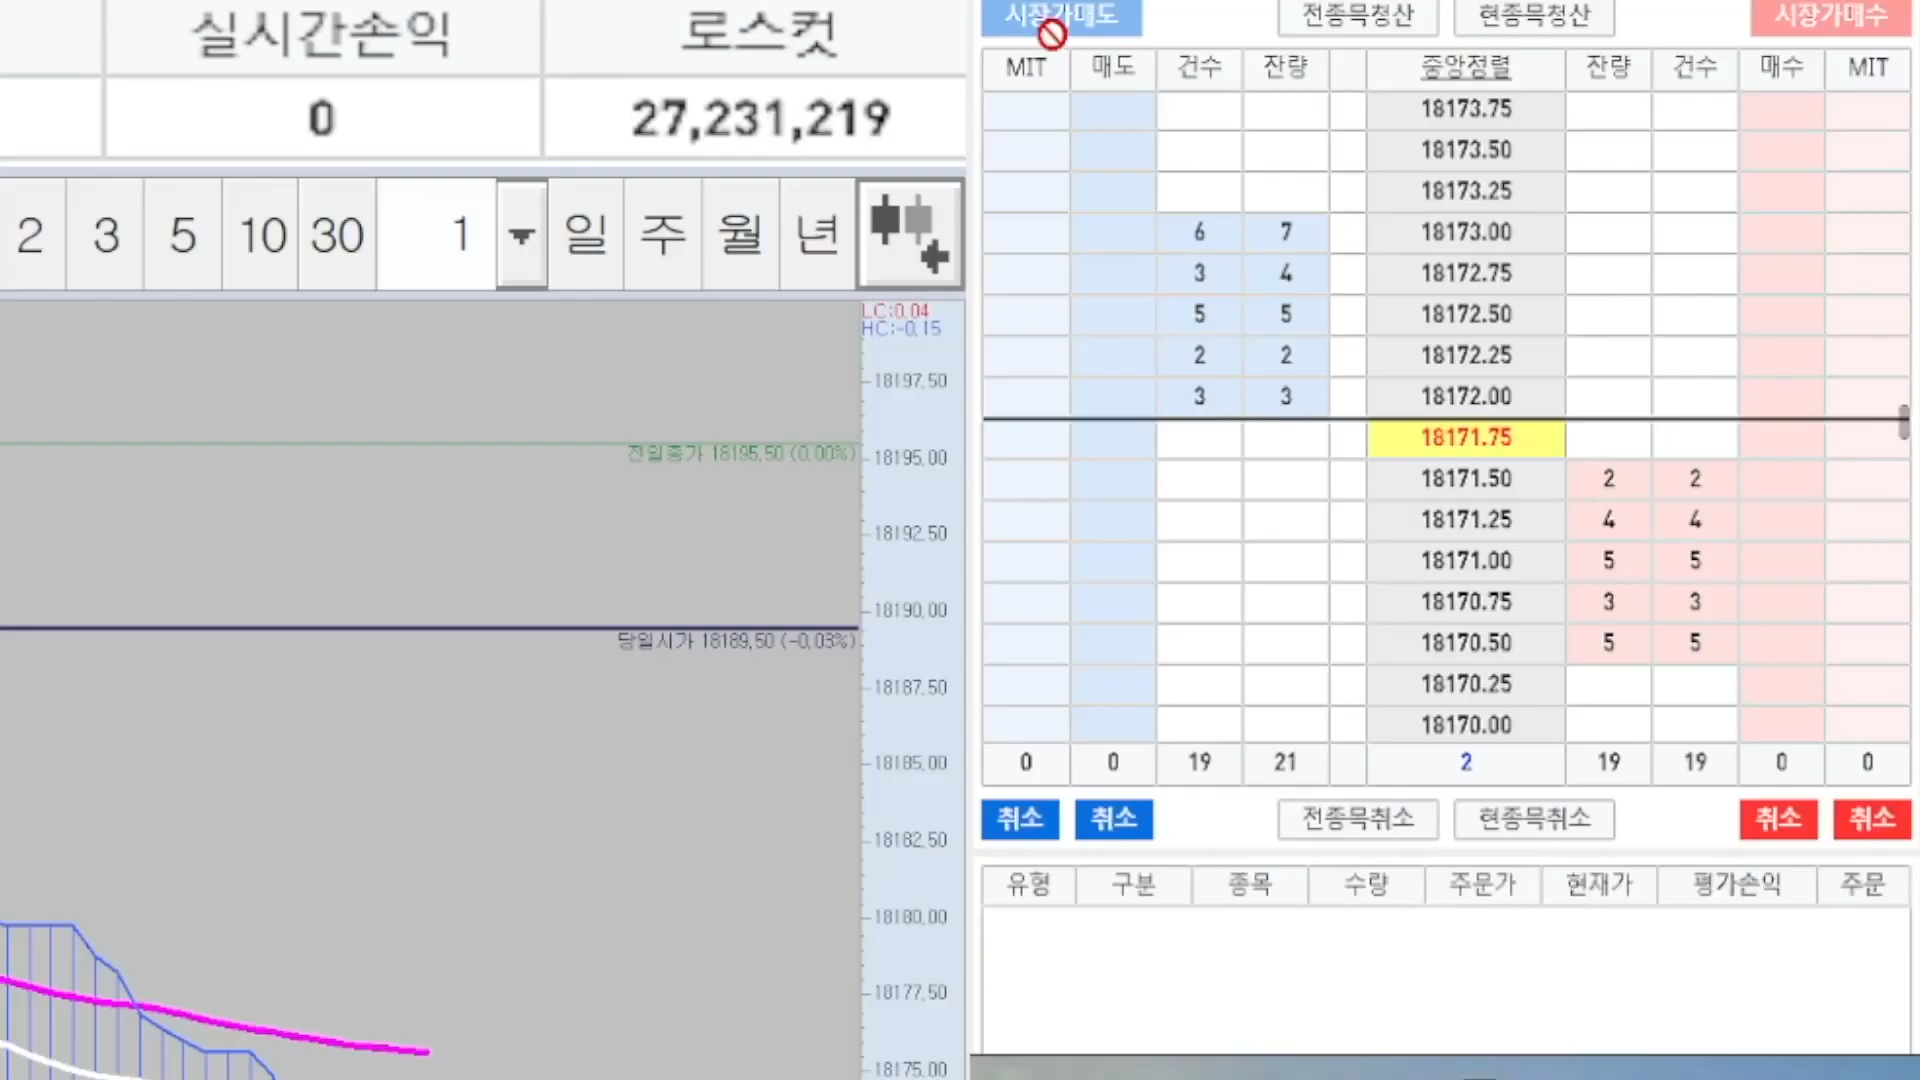 실시간손익 로스컷
0 27,231,219
2 3 5 10 30 1 일 주 월 년
LC:0.04
HC:-0.15
18197.50
전일종가 18195.50 (0.00%)
18195.00
18192.50
18190.00
당일시가 18189.50 (-0.03%)
18187.50
18185.00
18182.50
18180.00
18177.50
18175.00
시장가매도 전종목청산 현종목청산 시장가매수
MIT 매도 건수 잔량 중앙정렬 잔량 건수 매수 MIT
18173.75
18173.50
18173.25
6 7 18173.00
3 4 18172.75
5 5 18172.50
2 2 18172.25
3 3 18172.00
18171.75
18171.50 2 2
18171.25 4 4
18171.00 5 5
18170.75 3 3
18170.50 5 5
18170.25
18170.00
0 0 19 21 2 19 19 0 0
취소 취소 전종목취소 현종목취소 취소 취소
유형 구분 종목 수량 주문가 현재가 평가손익 주문